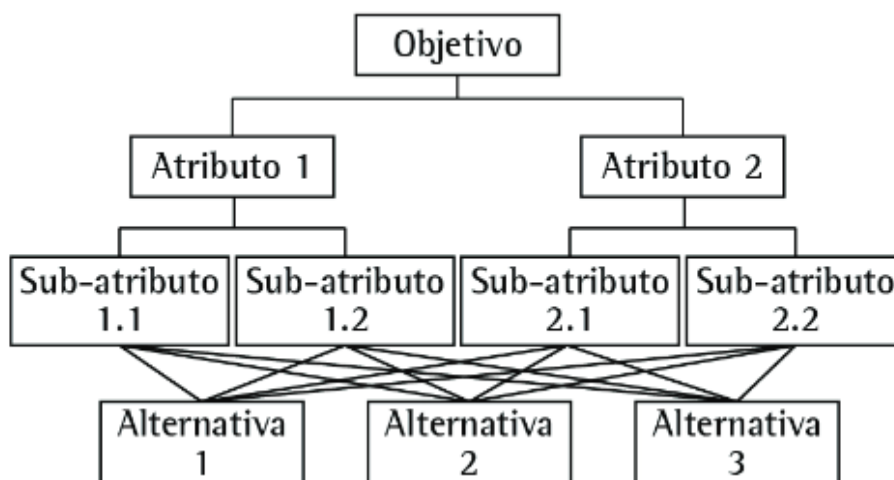 Objetivo
Atributo 1
Atributo 2
Sub-atributo
1.1
Sub-atributo
1.2
Sub-atributo
2.1
Sub-atributo
2.2
Alternativa
1
Alternativa
2
Alternativa
3